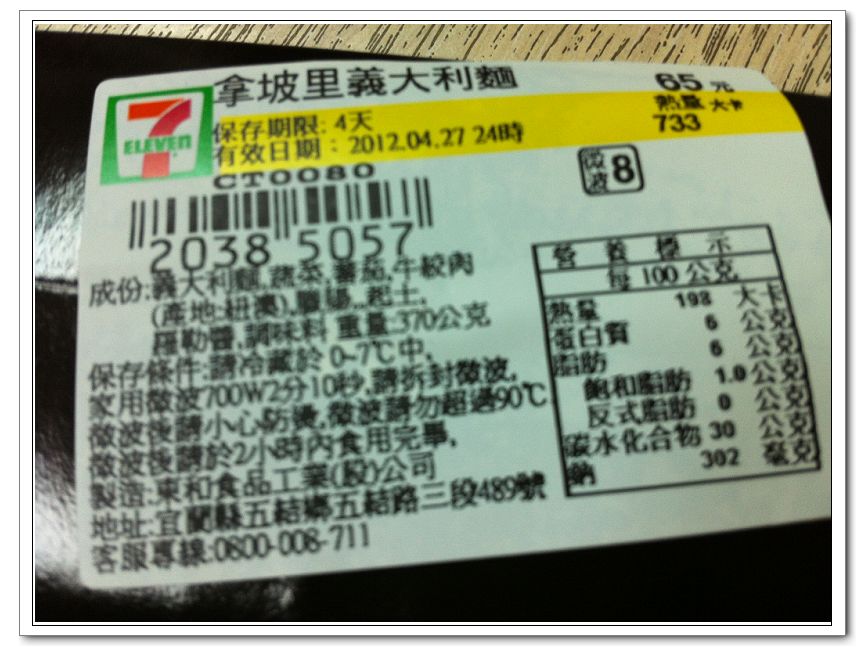 拿坡里義大利麵
65 元
7
ELEVEN
保存期限: 4天
熱量 大卡
有效日期: 2012.04.27 24時
733
CT0080
微波 8
2038 5057
成份:義大利麵,蔬菜,蕃茄,牛絞肉
(產地:紐澳),臘腸,起士,
羅勒醬,調味料 重量:370公克
保存條件:請冷藏於 0~7℃中,
家用微波700W2分10秒,請拆封微波,
微波後請小心防燙,微波請勿超過90℃
微波後請於2小時內食用完畢,
製造:東和食品工業(股)公司
地址:宜蘭縣五結鄉五結路三段489號
客服專線:0800-008-711
營養標示
每 100 公克
熱量 198 大卡
蛋白質 6 公克
脂肪 6 公克
飽和脂肪 1.0 公克
反式脂肪 0 公克
碳水化合物 30 公克
鈉 302 毫克